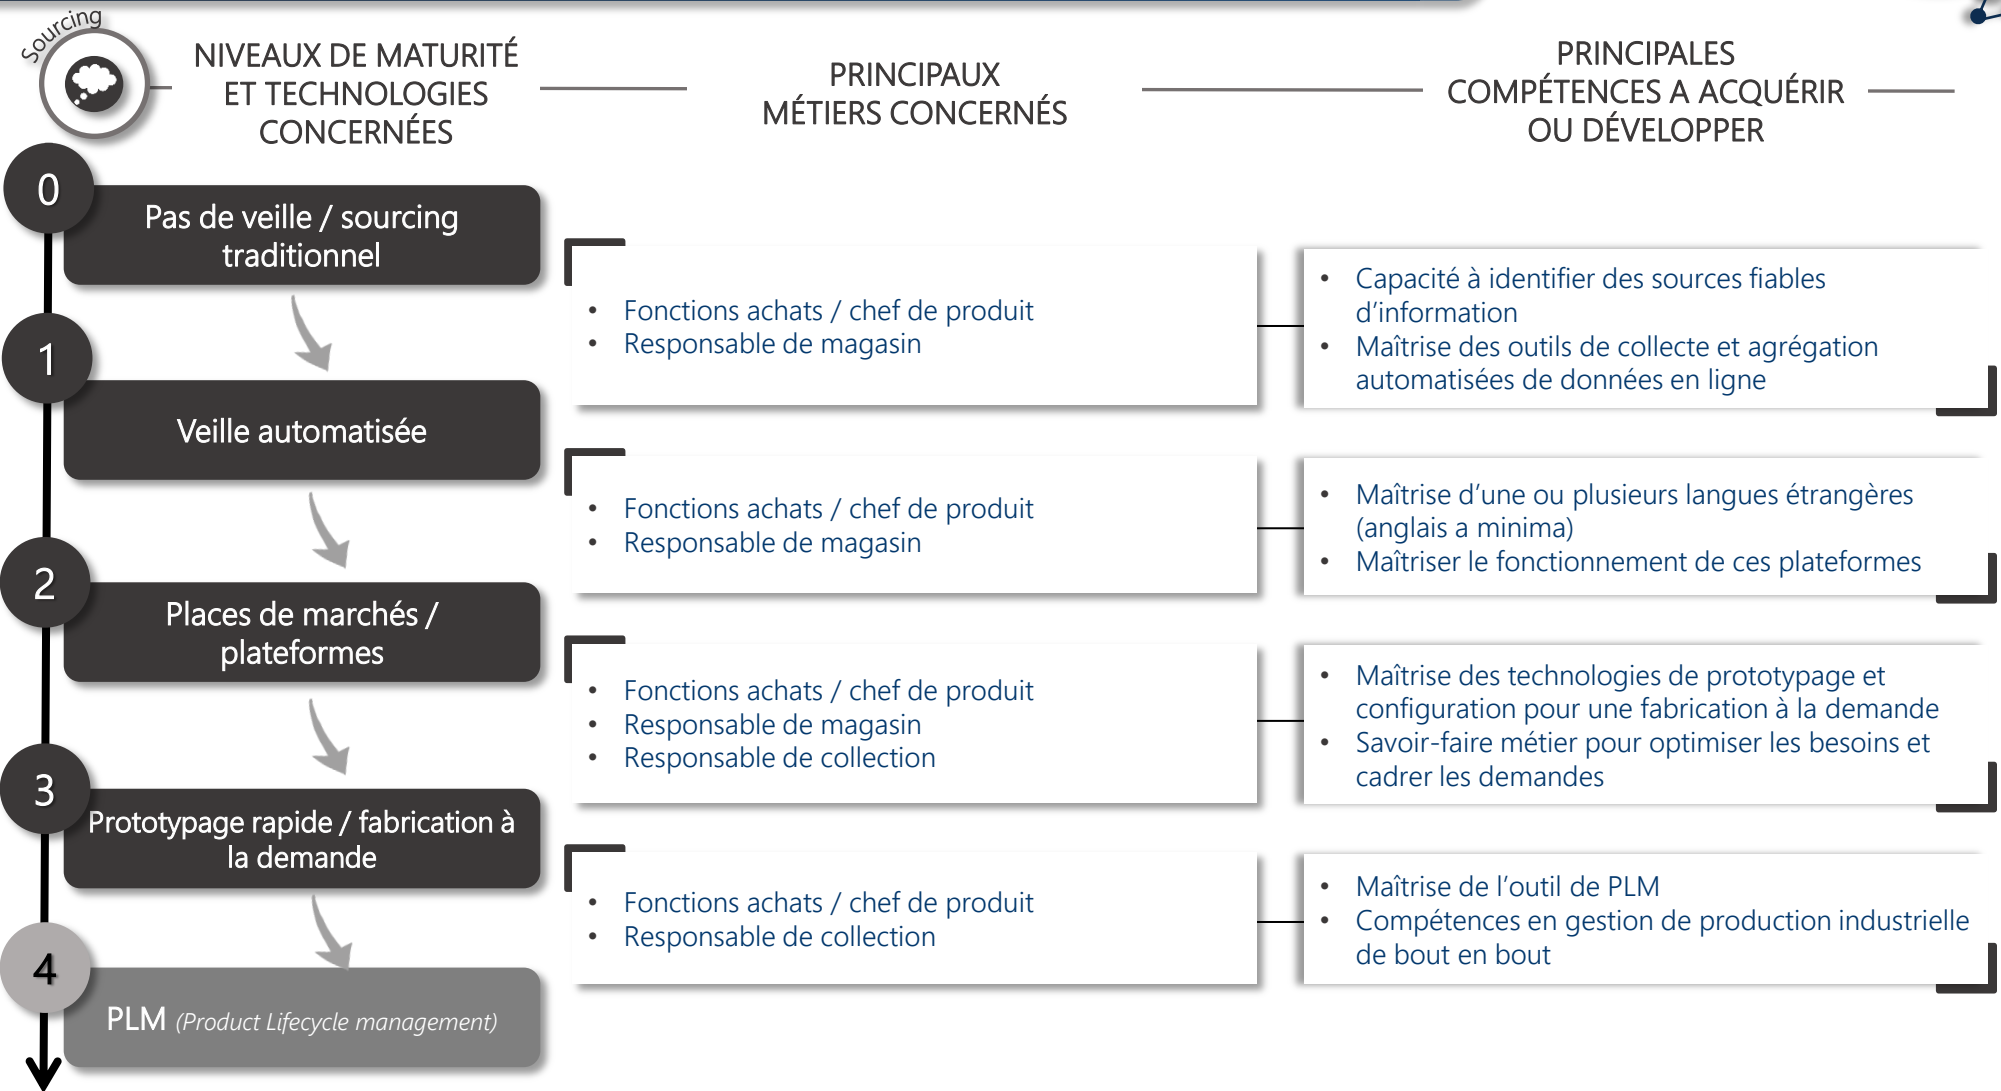 Sourcing
NIVEAUX DE MATURITÉ
ET TECHNOLOGIES
CONCERNÉES
PRINCIPAUX
MÉTIERS CONCERNÉS
PRINCIPALES
COMPÉTENCES A ACQUÉRIR
OU DÉVELOPPER
0
Pas de veille / sourcing
traditionnel
• Fonctions achats / chef de produit
• Responsable de magasin
• Capacité à identifier des sources fiables
d’information
• Maîtrise des outils de collecte et agrégation
automatisées de données en ligne
1
Veille automatisée
• Fonctions achats / chef de produit
• Responsable de magasin
• Maîtrise d’une ou plusieurs langues étrangères
(anglais a minima)
• Maîtriser le fonctionnement de ces plateformes
2
Places de marchés /
plateformes
• Fonctions achats / chef de produit
• Responsable de magasin
• Responsable de collection
• Maîtrise des technologies de prototypage et
configuration pour une fabrication à la demande
• Savoir-faire métier pour optimiser les besoins et
cadrer les demandes
3
Prototypage rapide / fabrication à
la demande
• Fonctions achats / chef de produit
• Responsable de collection
• Maîtrise de l’outil de PLM
• Compétences en gestion de production industrielle
de bout en bout
4
PLM (Product Lifecycle management)